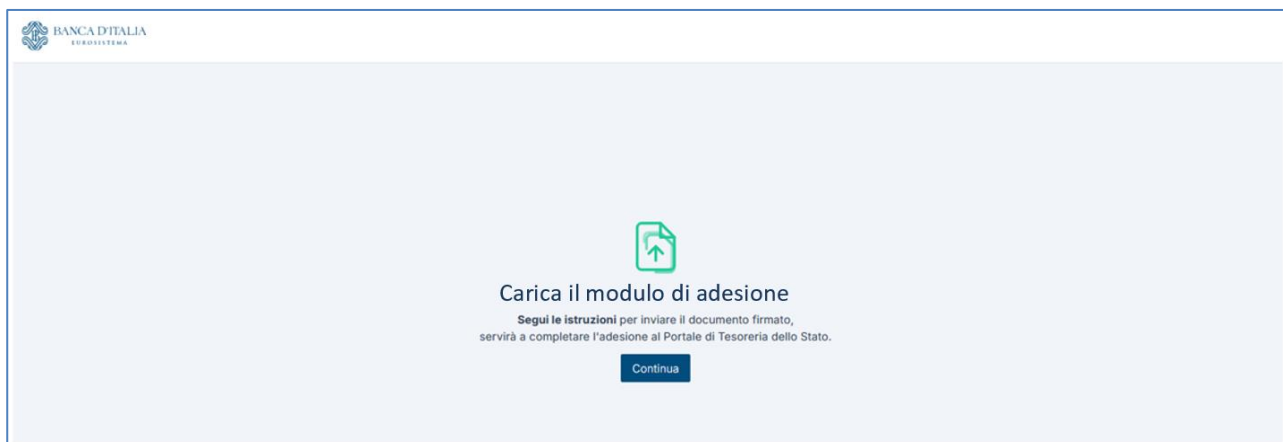 BANCA D'ITALIA
EUROSISTEMA
Carica il modulo di adesione
Segui le istruzioni per inviare il documento firmato,
servirà a completare l'adesione al Portale di Tesoreria dello Stato.
Continua